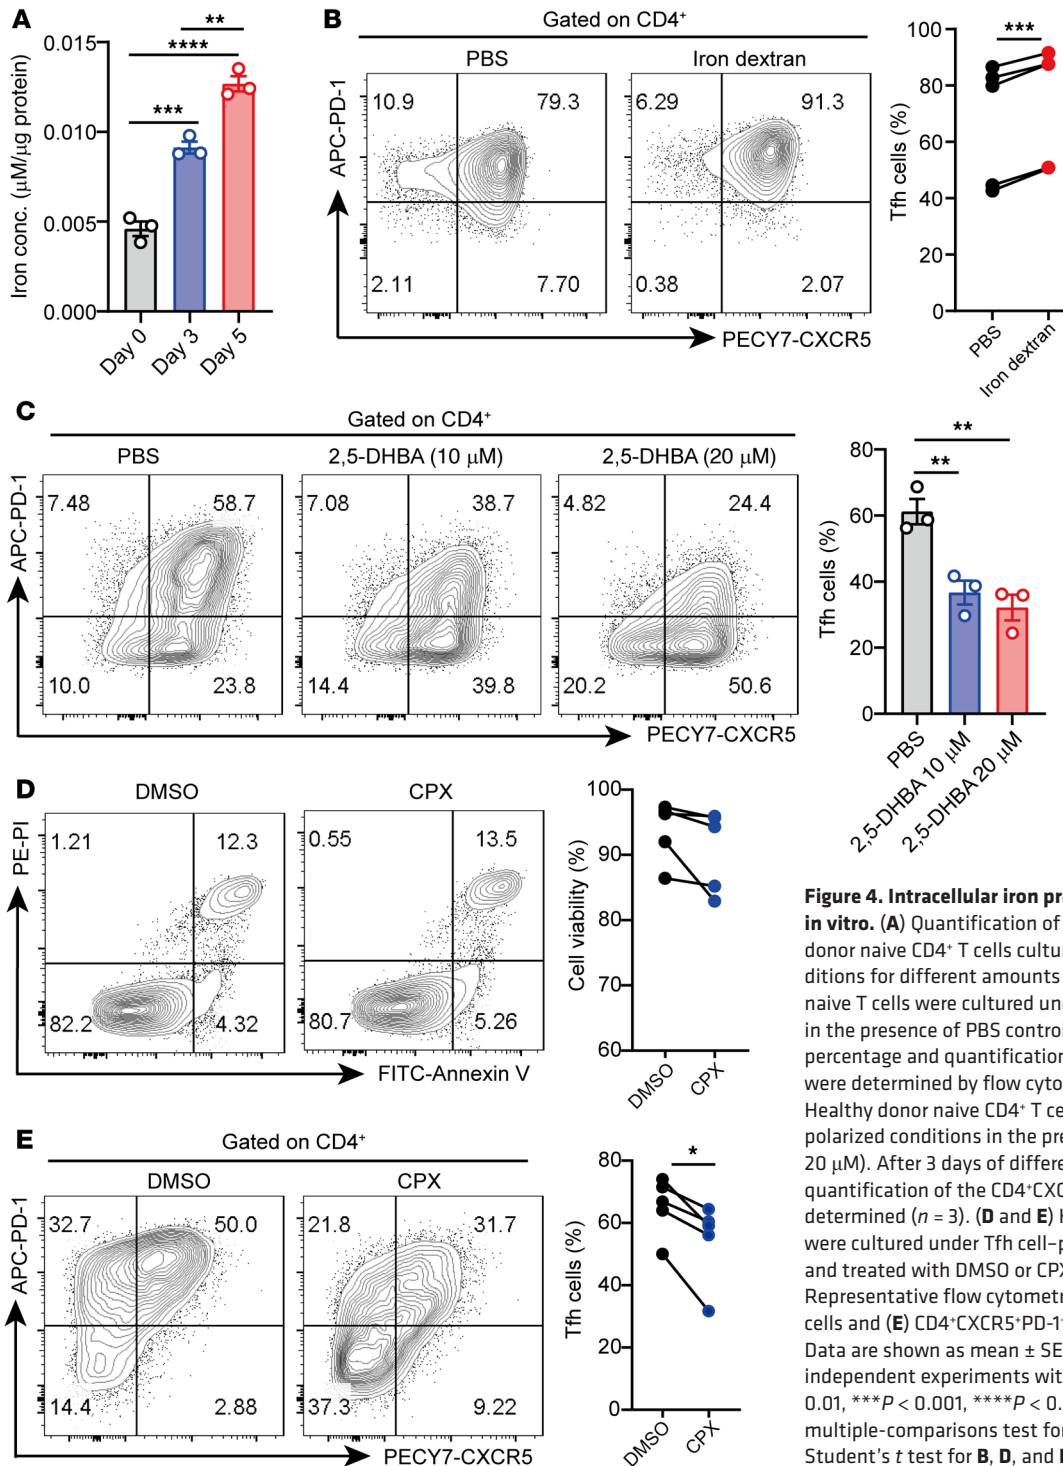 A
**
****
***
0.015
0.010
0.005
0.000
Iron conc. (μM/μg protein)
Day 0
Day 3
Day 5
B
Gated on CD4⁺
PBS
Iron dextran
10.9
79.3
2.11
7.70
6.29
91.3
0.38
2.07
APC-PD-1
PECY7-CXCR5
***
100
80
60
40
20
0
Tfh cells (%)
PBS
Iron dextran
C
Gated on CD4⁺
PBS
2,5-DHBA (10 μM)
2,5-DHBA (20 μM)
7.48
58.7
10.0
23.8
7.08
38.7
14.4
39.8
4.82
24.4
20.2
50.6
APC-PD-1
PECY7-CXCR5
**
**
80
60
40
20
0
Tfh cells (%)
PBS
2,5-DHBA 10 μM
2,5-DHBA 20 μM
D
DMSO
CPX
1.21
12.3
82.2
4.32
0.55
13.5
80.7
5.26
PE-PI
FITC-Annexin V
100
90
80
70
60
Cell viability (%)
DMSO
CPX
E
Gated on CD4⁺
DMSO
CPX
32.7
50.0
14.4
2.88
21.8
31.7
37.3
9.22
APC-PD-1
PECY7-CXCR5
*
80
60
40
20
0
Tfh cells (%)
DMSO
CPX
Figure 4. Intracellular iron pr
in vitro. (A) Quantification of
donor naive CD4⁺ T cells cultur
ditions for different amounts
naive T cells were cultured un
in the presence of PBS control
percentage and quantification
were determined by flow cyto
Healthy donor naive CD4⁺ T ce
polarized conditions in the pre
20 μM). After 3 days of differe
quantification of the CD4⁺CXC
determined (n = 3). (D and E) H
were cultured under Tfh cell–p
and treated with DMSO or CPX
Representative flow cytometr
cells and (E) CD4⁺CXCR5⁺PD-1⁺
Data are shown as mean ± SE
independent experiments wit
0.01, ***P < 0.001, ****P < 0.
multiple-comparisons test for
Student's t test for B, D, and E